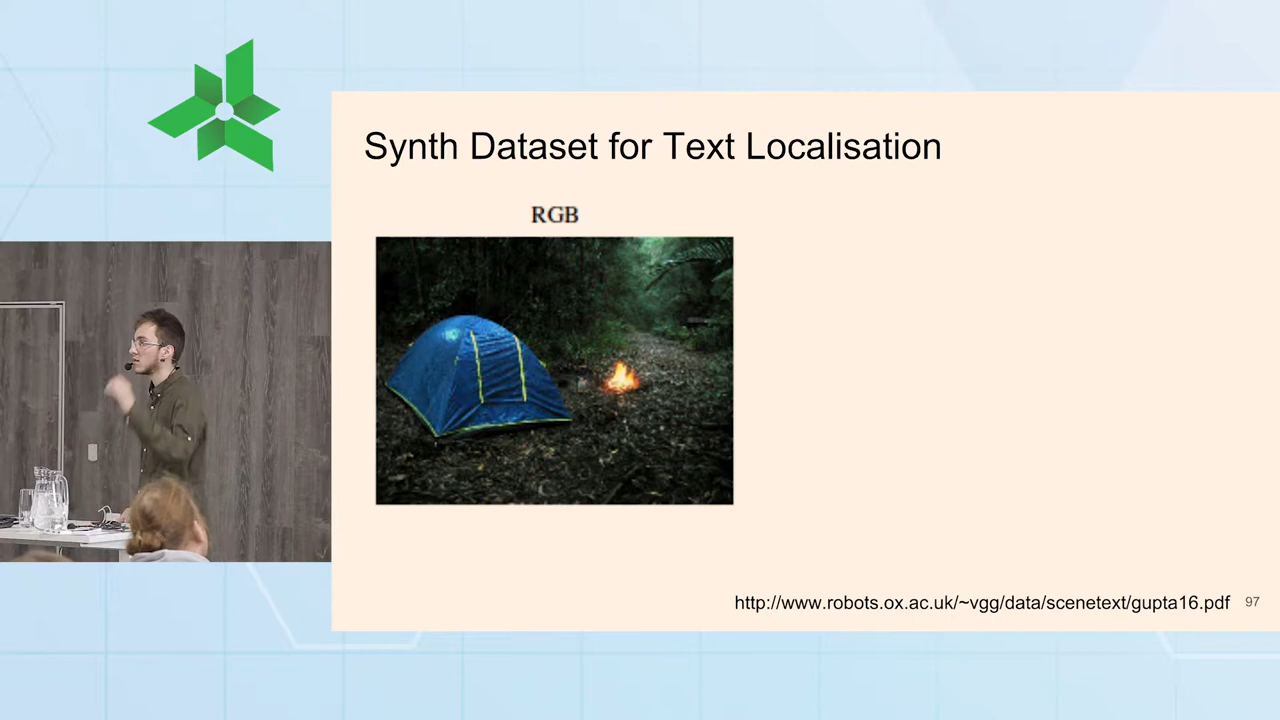 Synth Dataset for Text Localisation
RGB
http://www.robots.ox.ac.uk/~vgg/data/scenetext/gupta16.pdf 97